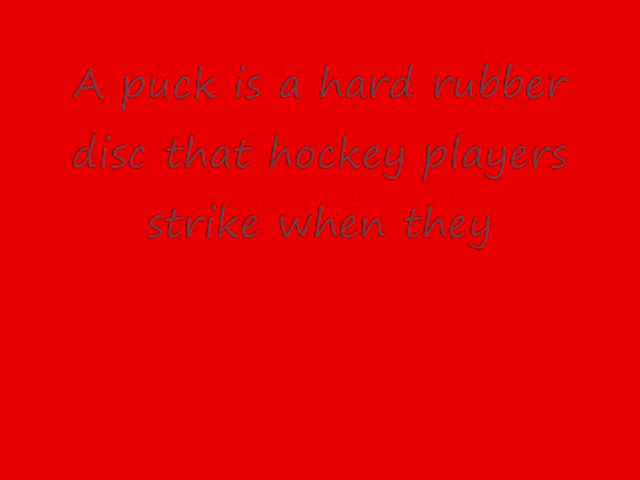 A puck is a hard rubber
disc that hockey players
strike when they